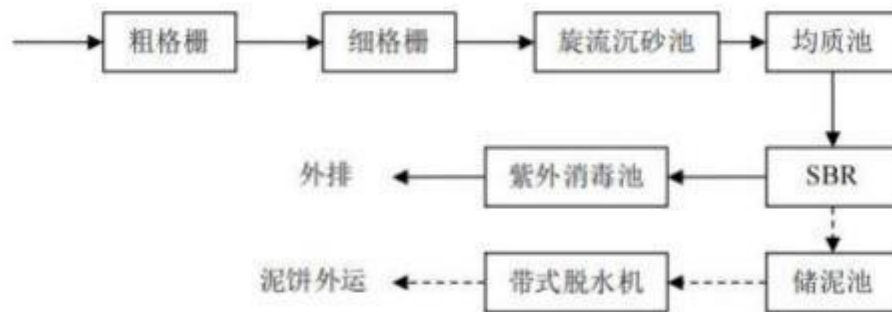 粗格栅
细格栅
旋流沉砂池
均质池
外排
紫外消毒池
SBR
泥饼外运
带式脱水机
储泥池